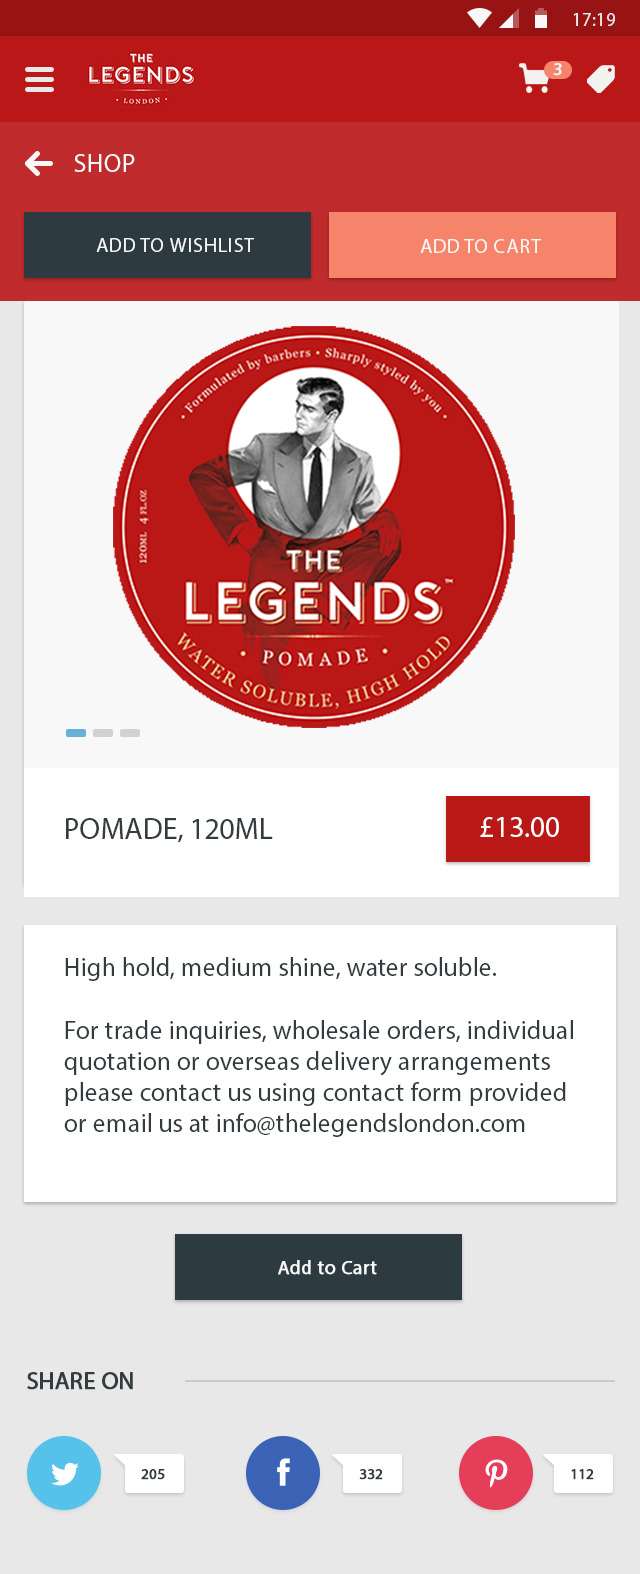 17:19
THE
LEGENDS
· LONDON ·
3
SHOP
ADD TO WISHLIST
ADD TO CART
• Formulated by barbers • Sharply styled by you •
120ML 4 FL.OZ
THE
LEGENDS™
• POMADE •
WATER SOLUBLE, HIGH HOLD
POMADE, 120ML
£13.00
High hold, medium shine, water soluble.
For trade inquiries, wholesale orders, individual
quotation or overseas delivery arrangements
please contact us using contact form provided
or email us at info@thelegendslondon.com
Add to Cart
SHARE ON
205
332
112